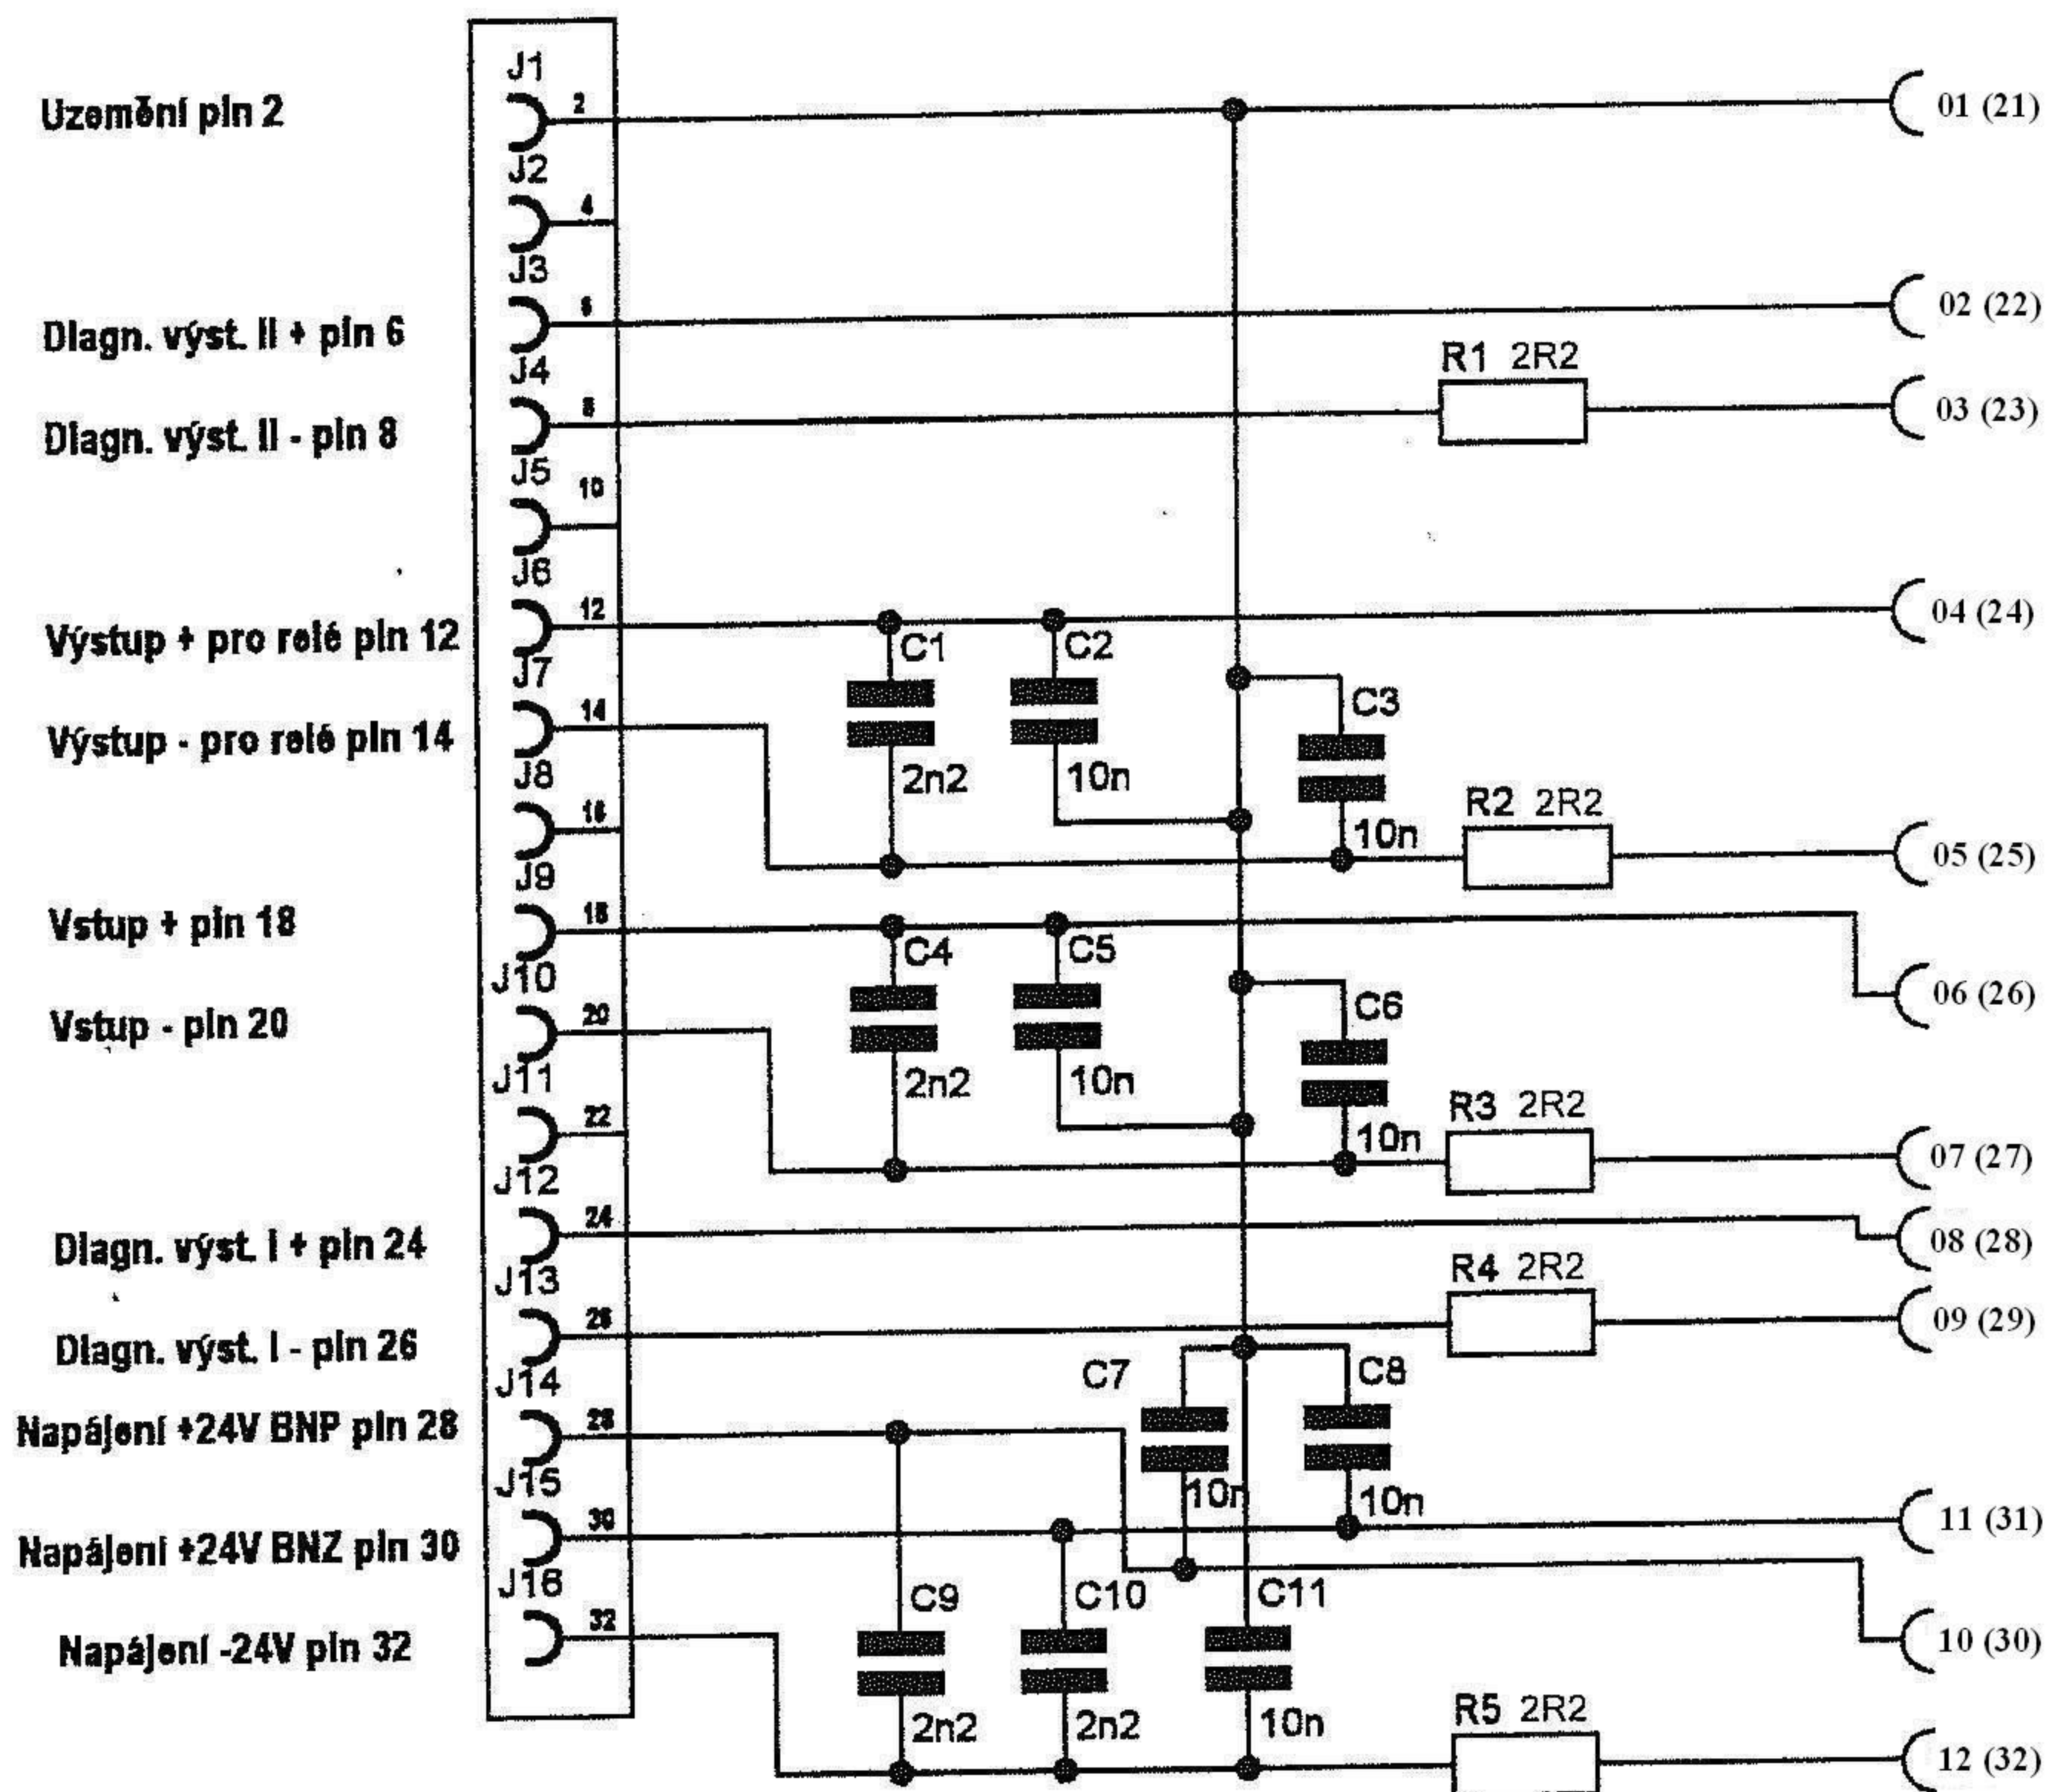 J1
Uzemění pin 2
2
01 (21)
J2
4
J3
Diagn. výst. II + pin 6
6
02 (22)
J4
R1 2R2
Diagn. výst. II - pin 8
8
03 (23)
J5
10
J6
Výstup + pro relé pin 12
12
C1
C2
04 (24)
J7
Výstup - pro relé pin 14
14
C3
2n2
10n
J8
16
10n
R2 2R2
05 (25)
J9
Vstup + pin 18
18
C4
C5
06 (26)
J10
Vstup - pin 20
20
C6
2n2
10n
J11
22
10n
R3 2R2
07 (27)
J12
Diagn. výst. I + pin 24
24
08 (28)
J13
R4 2R2
Diagn. výst. I - pin 26
26
09 (29)
J14
C7
C8
Napájení +24V BNP pin 28
28
10n
10n
J15
Napájení +24V BNZ pin 30
30
11 (31)
J16
C9
C10
C11
Napájení -24V pin 32
32
10 (30)
2n2
2n2
10n
R5 2R2
12 (32)